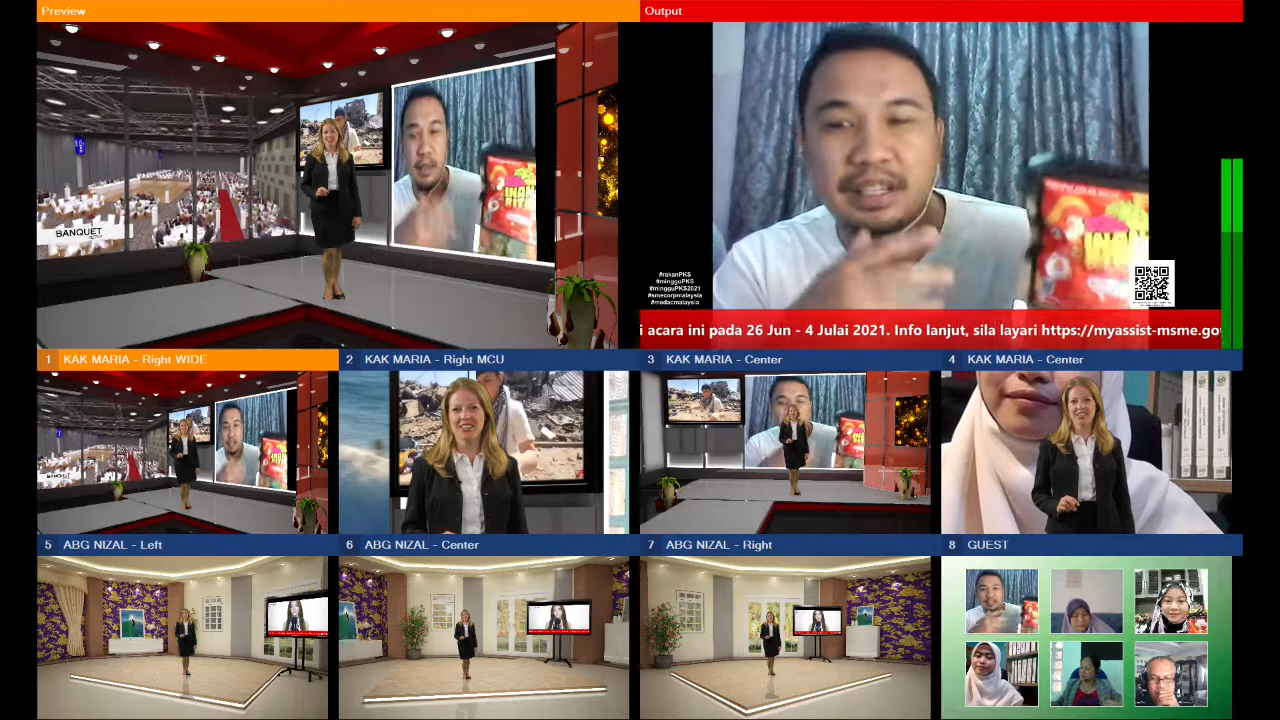 Preview
Output
BANQUET
INAN
#rakanPKS
#mingguPKS
#mingguPKS2021
#smecorpmalaysia
#medacmalaysia
i acara ini pada 26 Jun - 4 Julai 2021. Info lanjut, sila layari https://myassist-msme.gov
1 KAK MARIA - Right WIDE
2 KAK MARIA - Right MCU
3 KAK MARIA - Center
4 KAK MARIA - Center
BANQUET
5 ABG NIZAL - Left
6 ABG NIZAL - Center
7 ABG NIZAL - Right
8 GUEST